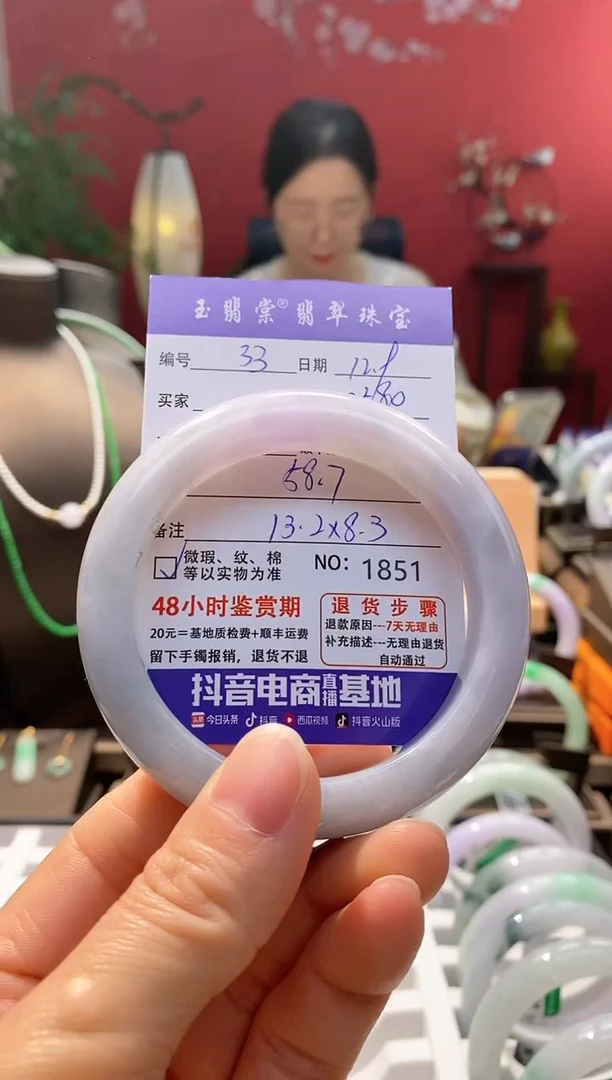 玉翡棠®翡翠珠宝
编号 33 日期 12.1
买家
58.7
备注 13.2x8.3
☑ 微瑕、纹、棉 NO: 1851
等以实物为准
48小时鉴赏期
20元=基地质检费+顺丰运费
留下手镯报销，退货不退
退货步骤
退款原因---7天无理由
补充描述---无理由退货
自动通过
抖音电商直播基地
头条 今日头条 抖音 西瓜视频 抖音火山版